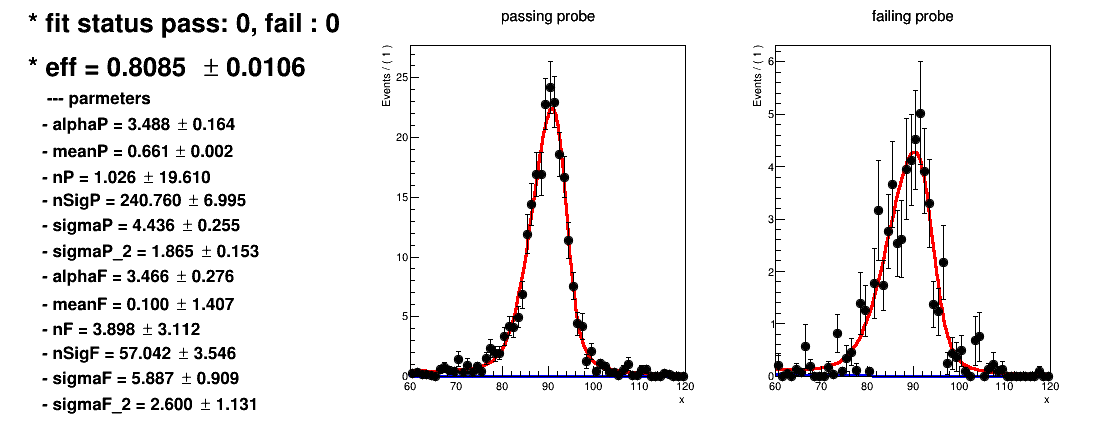 * fit status pass: 0, fail : 0
* eff = 0.8085 ± 0.0106
--- parmeters
- alphaP = 3.488 ± 0.164
- meanP = 0.661 ± 0.002
- nP = 1.026 ± 19.610
- nSigP = 240.760 ± 6.995
- sigmaP = 4.436 ± 0.255
- sigmaP_2 = 1.865 ± 0.153
- alphaF = 3.466 ± 0.276
- meanF = 0.100 ± 1.407
- nF = 3.898 ± 3.112
- nSigF = 57.042 ± 3.546
- sigmaF = 5.887 ± 0.909
- sigmaF_2 = 2.600 ± 1.131
passing probe
Events / ( 1 )
25
20
15
10
5
0
60 70 80 90 100 110 120
x
failing probe
Events / ( 1 )
6
5
4
3
2
1
0
60 70 80 90 100 110 120
x